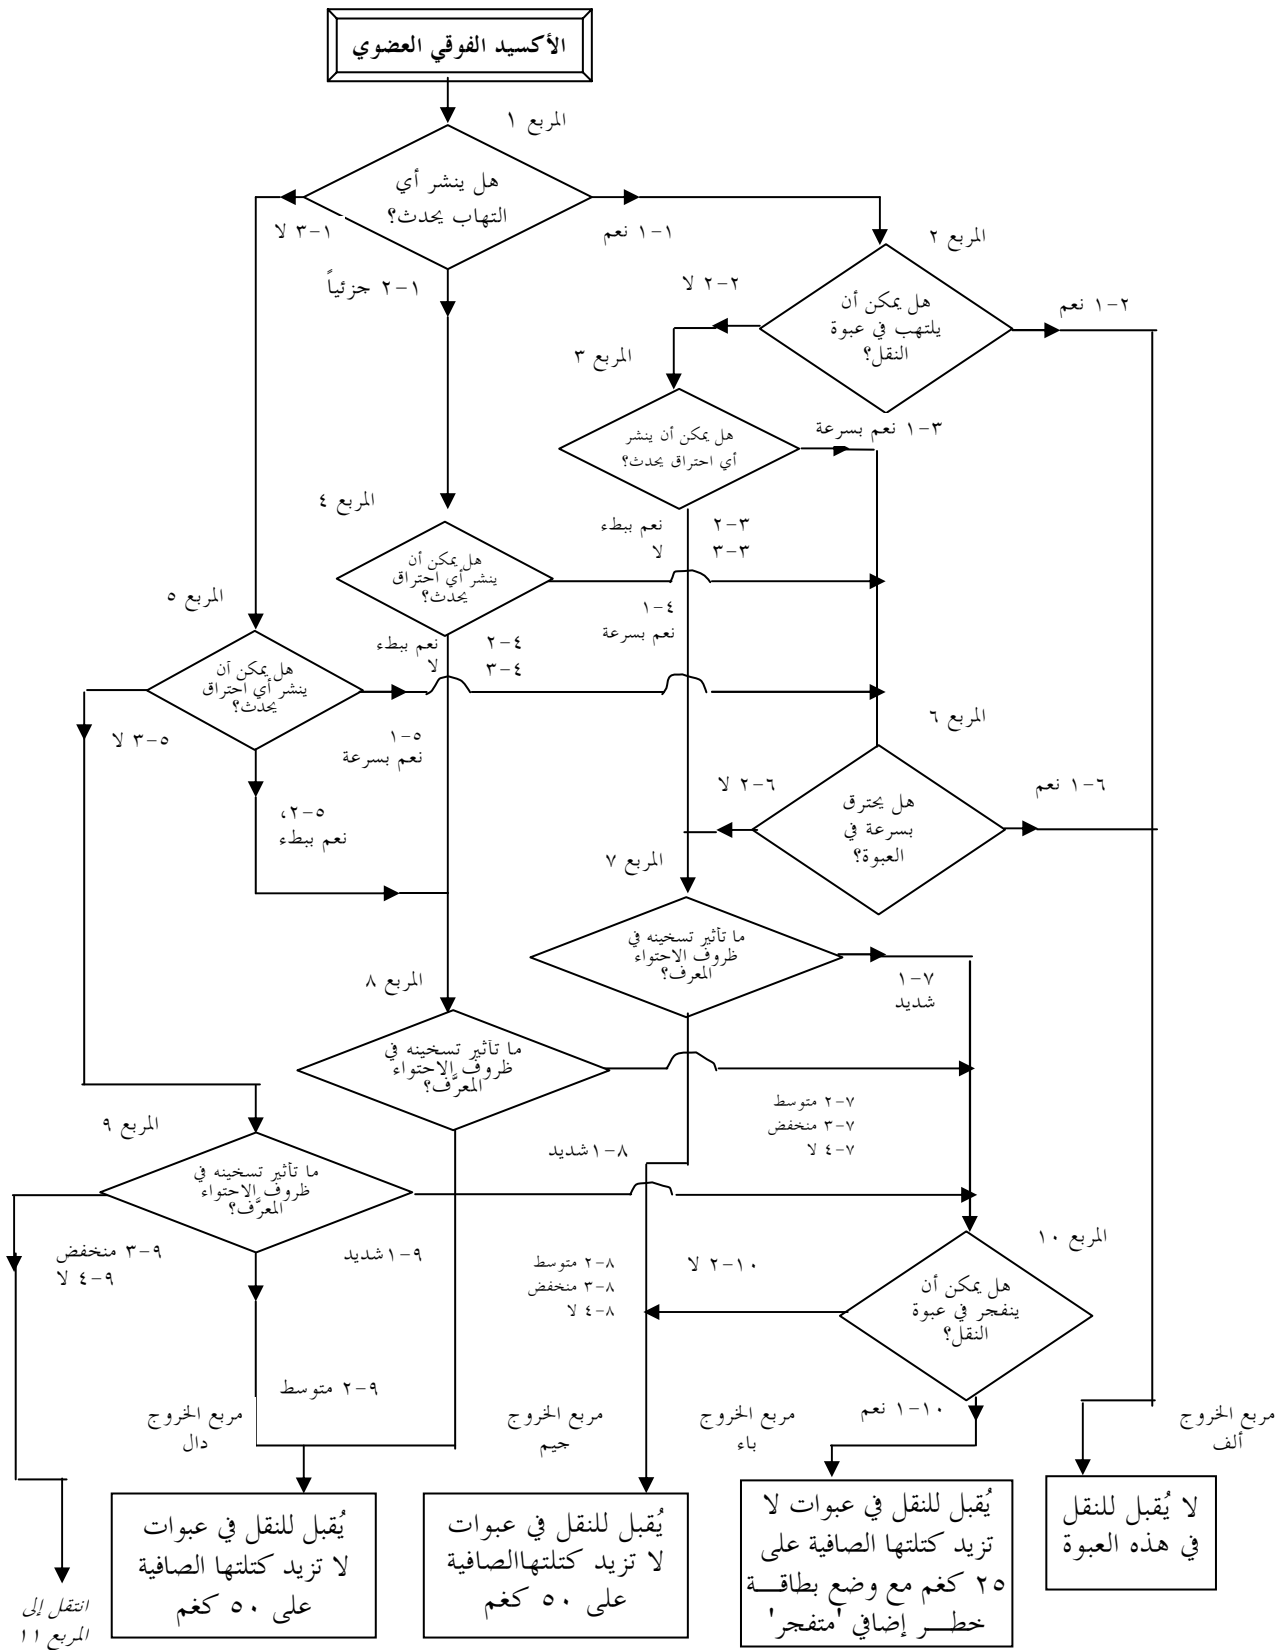 الأكسيد الفوقي العضوي
المربع ١
هل ينشر أي
التهاب يحدث؟
١-١ نعم
١-٣ لا
١-٢ جزئياً
المربع ٢
هل يمكن أن
يلتهب في عبوة
النقل؟
٢-١ نعم
٢-٢ لا
المربع ٣
هل يمكن أن ينشر
أي احتراق يحدث؟
٣-١ نعم بسرعة
٣-٢ نعم ببطء
٣-٣ لا
المربع ٤
هل يمكن أن
ينشر أي احتراق
يحدث؟
٤-١
نعم بسرعة
٤-٢ نعم ببطء
٤-٣ لا
المربع ٥
هل يمكن أن
ينشر أي احتراق
يحدث؟
٥-١
نعم بسرعة
٥-٣ لا
٥-٢،
نعم ببطء
المربع ٦
هل يحترق
بسرعة في
العبوة؟
٦-١ نعم
٦-٢ لا
المربع ٧
ما تأثير تسخينه في
ظروف الاحتواء
المعرف؟
٧-١
شديد
٧-٢ متوسط
٧-٣ منخفض
٧-٤ لا
المربع ٨
ما تأثير تسخينه في
ظروف الاحتواء
المعرَّف؟
٨-١ شديد
٨-٢ متوسط
٨-٣ منخفض
٨-٤ لا
المربع ٩
ما تأثير تسخينه في
ظروف الاحتواء
المعرَّف؟
٩-١ شديد
٩-٣ منخفض
٩-٤ لا
٩-٢ متوسط
المربع ١٠
هل يمكن أن
ينفجر في عبوة
النقل؟
١٠-٢ لا
١٠-١ نعم
مربع الخروج
ألف
لا يُقبل للنقل
في هذه العبوة
مربع الخروج
باء
يُقبل للنقل في عبوات لا
تزيد كتلتها الصافية على
٢٥ كغم مع وضع بطاقـــة
خطـــر إضافي 'متفجر'
مربع الخروج
جيم
يُقبل للنقل في عبوات
لا تزيد كتلتهاالصافية
على ٥٠ كغم
مربع الخروج
دال
يُقبل للنقل في عبوات
لا تزيد كتلتها الصافية
على ٥٠ كغم
انتقل إلى
المربع ١١